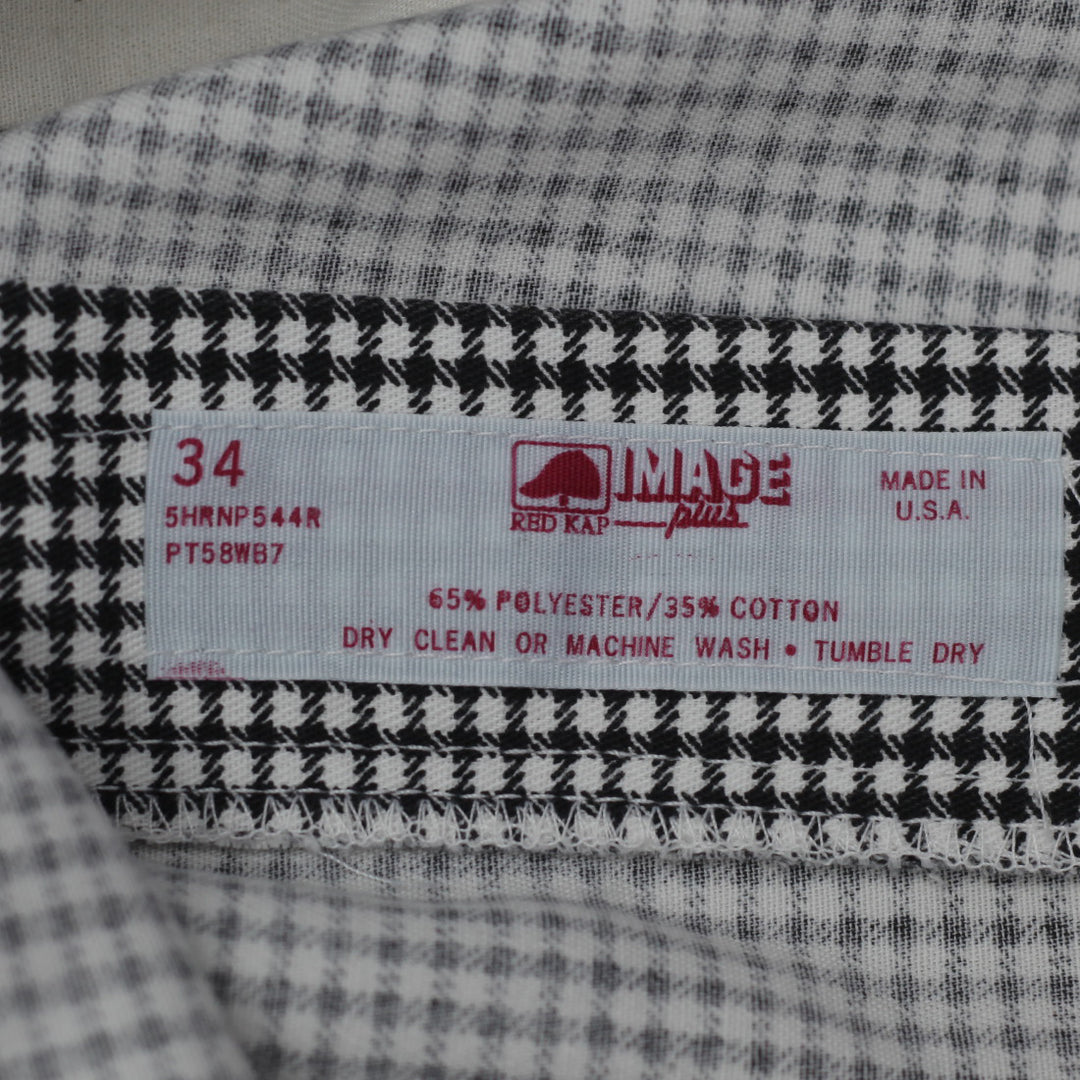 34
5HRNP544R
PT58WB7
RED KAP
IMAGE
plus
MADE IN
U.S.A.
65% POLYESTER/35% COTTON
DRY CLEAN OR MACHINE WASH • TUMBLE DRY